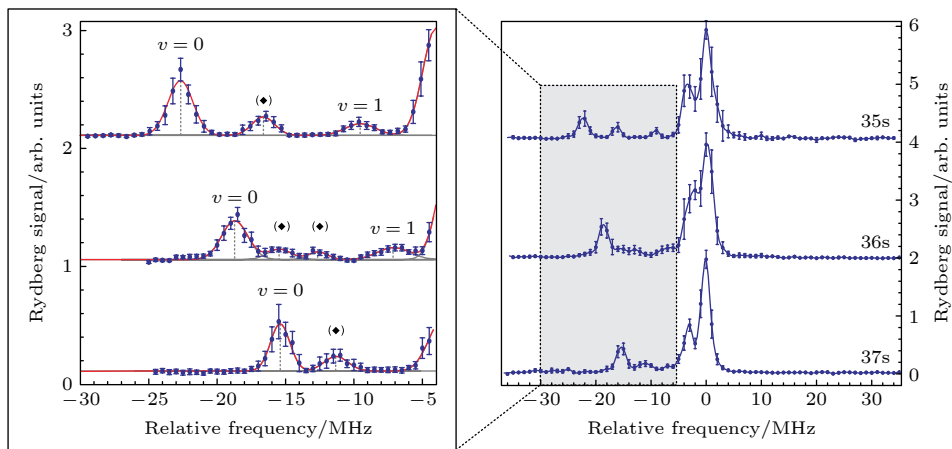 3
2
1
0
Rydberg signal/arb. units
v = 0
(◆)
v = 1
v = 0
(◆)
(◆)
v = 1
v = 0
(◆)
−30
−25
−20
−15
−10
−5
Relative frequency/MHz
35s
36s
37s
6
5
4
3
2
1
0
Rydberg signal/arb. units
−30
−20
−10
0
10
20
30
Relative frequency/MHz